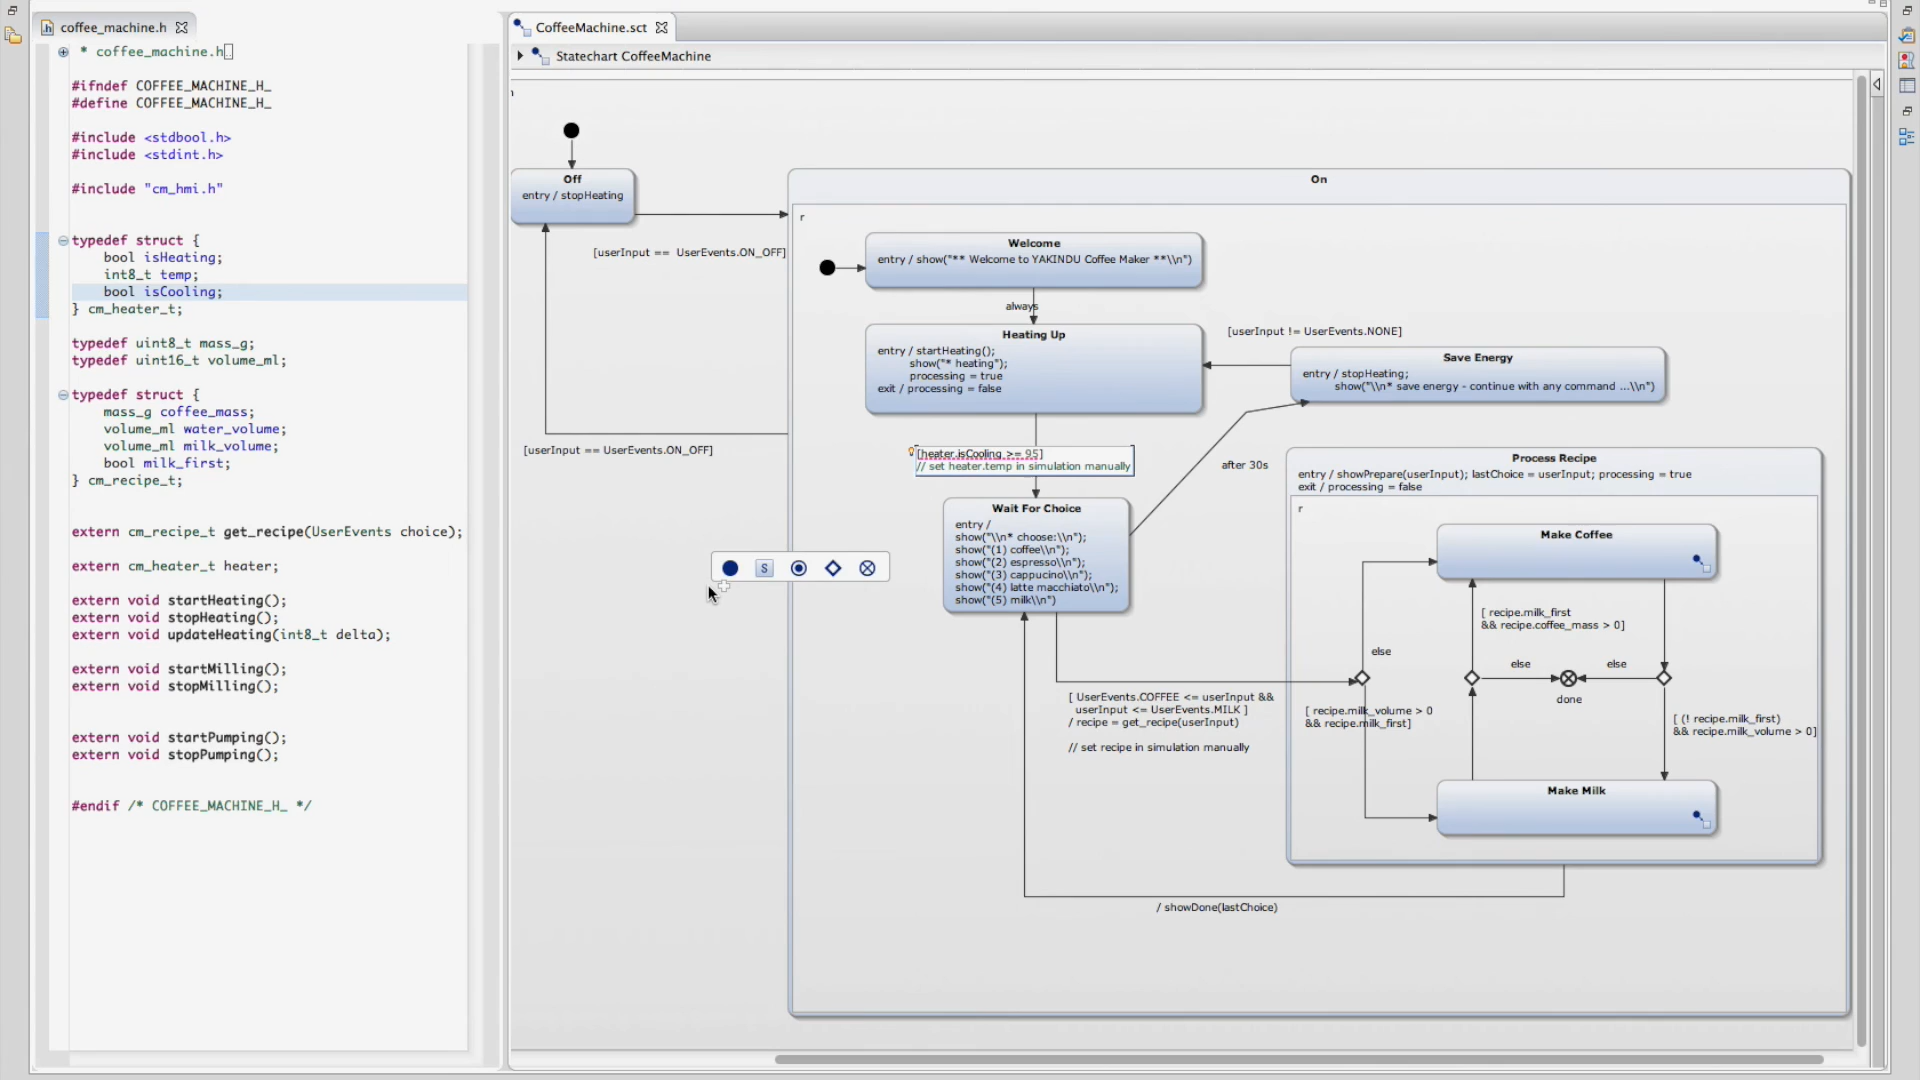 coffee_machine.h
* coffee_machine.h
#ifndef COFFEE_MACHINE_H_
#define COFFEE_MACHINE_H_
#include <stdbool.h>
#include <stdint.h>
#include "cm_hmi.h"
typedef struct {
bool isHeating;
int8_t temp;
bool isCooling;
} cm_heater_t;
typedef uint8_t mass_g;
typedef uint16_t volume_ml;
typedef struct {
mass_g coffee_mass;
volume_ml water_volume;
volume_ml milk_volume;
bool milk_first;
} cm_recipe_t;
extern cm_recipe_t get_recipe(UserEvents choice);
extern cm_heater_t heater;
extern void startHeating();
extern void stopHeating();
extern void updateHeating(int8_t delta);
extern void startMilling();
extern void stopMilling();
extern void startPumping();
extern void stopPumping();
#endif /* COFFEE_MACHINE_H_ */
CoffeeMachine.sct
Statechart CoffeeMachine
Off
entry / stopHeating
[userInput == UserEvents.ON_OFF]
[userInput == UserEvents.ON_OFF]
On
r
Welcome
entry / show("** Welcome to YAKINDU Coffee Maker **\\n")
always
Heating Up
entry / startHeating();
show("* heating");
processing = true
exit / processing = false
[userInput != UserEvents.NONE]
Save Energy
entry / stopHeating;
show("\\n* save energy - continue with any command ...\\n")
[heater.isCooling >= 95]
// set heater.temp in simulation manually
after 30s
Wait For Choice
entry /
show("\\n* choose:\\n");
show("(1) coffee\\n");
show("(2) espresso\\n");
show("(3) cappucino\\n");
show("(4) latte macchiato\\n");
show("(5) milk\\n")
S
[ UserEvents.COFFEE <= userInput &&
userInput <= UserEvents.MILK ]
/ recipe = get_recipe(userInput)
// set recipe in simulation manually
Process Recipe
entry / showPrepare(userInput); lastChoice = userInput; processing = true
exit / processing = false
r
Make Coffee
[ recipe.milk_first
&& recipe.coffee_mass > 0]
else
else
else
done
[ recipe.milk_volume > 0
&& recipe.milk_first]
[ (! recipe.milk_first)
&& recipe.milk_volume > 0]
Make Milk
/ showDone(lastChoice)